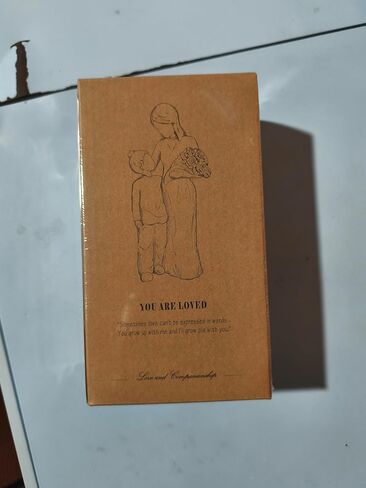 YOU ARE LOVED
"Sometimes love can't be expressed in words.
You grow up with me and I'll grow old with you."
Love and Companionship